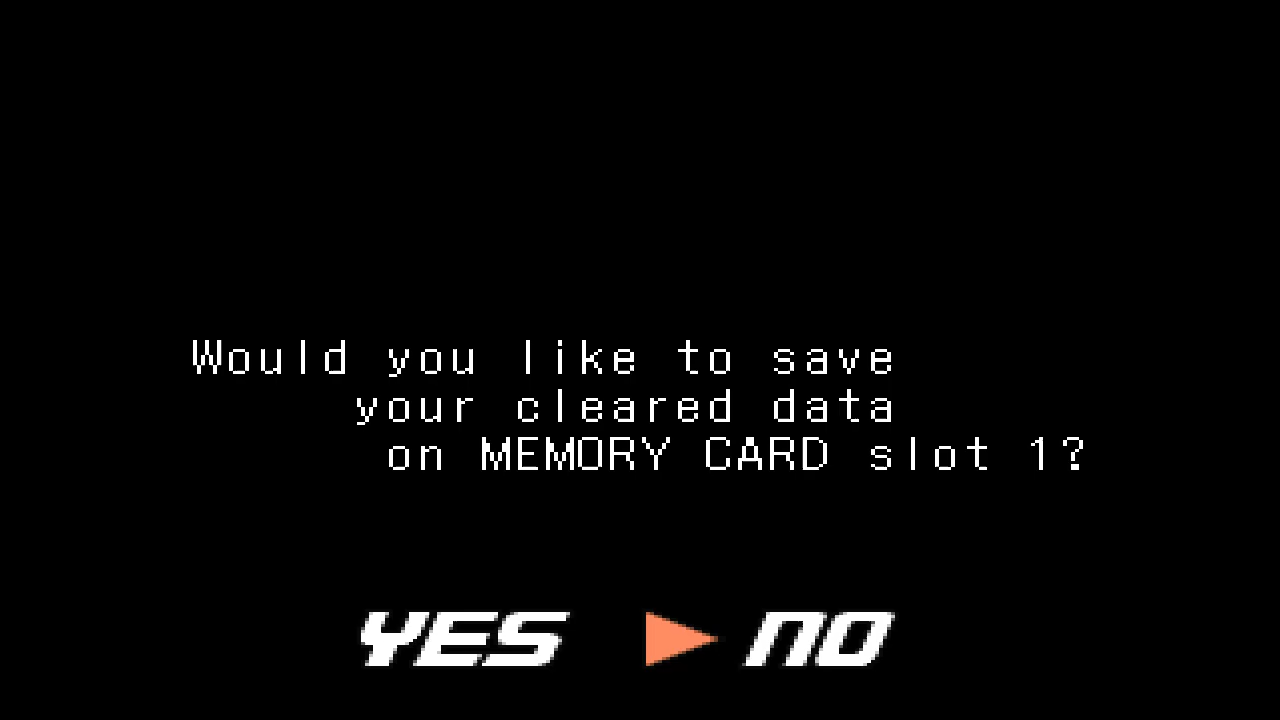 Would you like to save
your cleared data
on MEMORY CARD slot 1?
YES NO